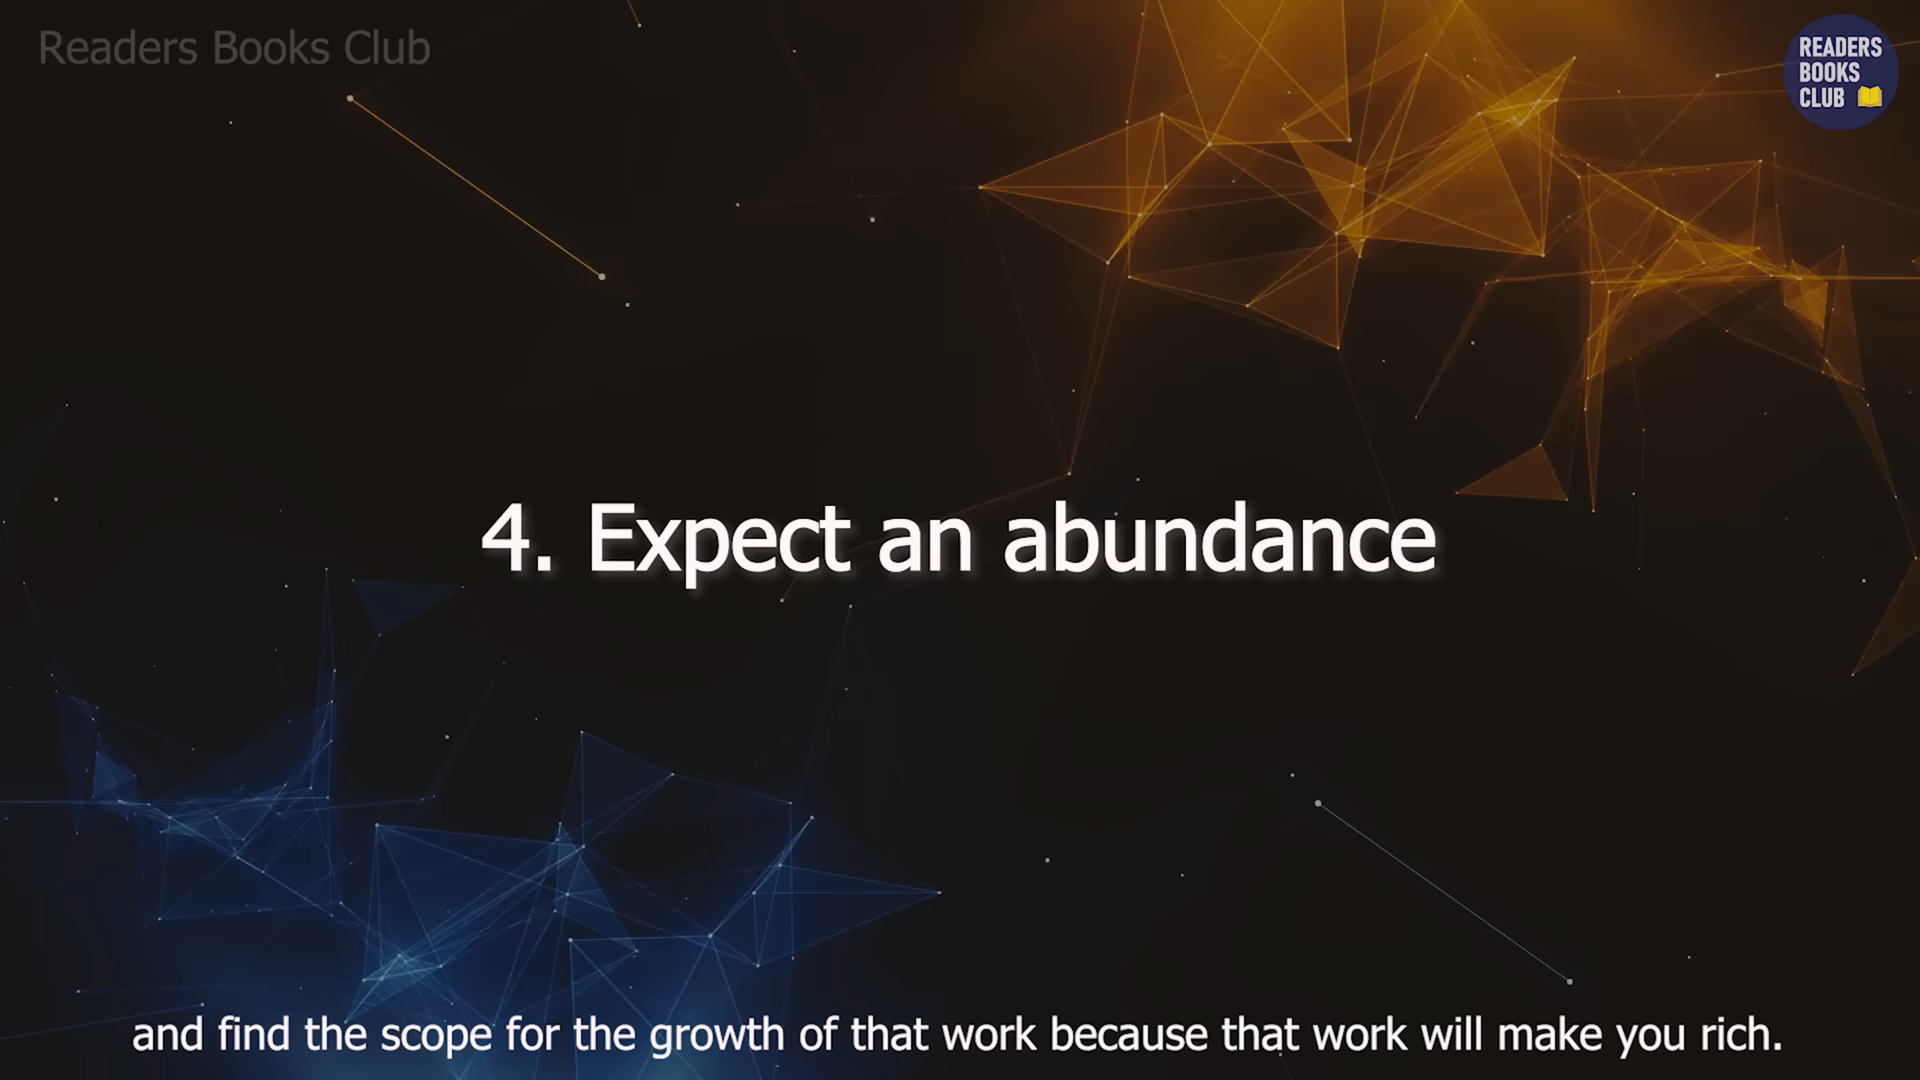 Readers Books Club
READERS
BOOKS
CLUB
4. Expect an abundance
and find the scope for the growth of that work because that work will make you rich.